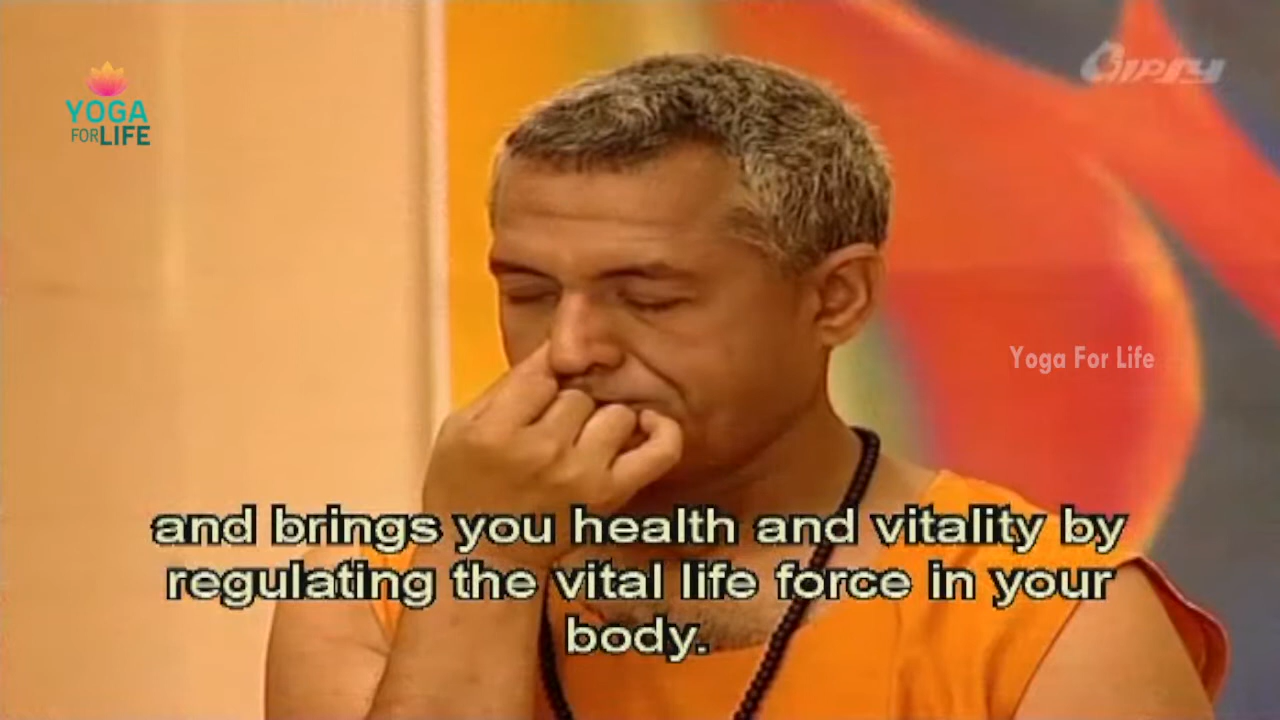 YOGA
FOR LIFE
Yoga For Life
and brings you health and vitality by
regulating the vital life force in your
body.